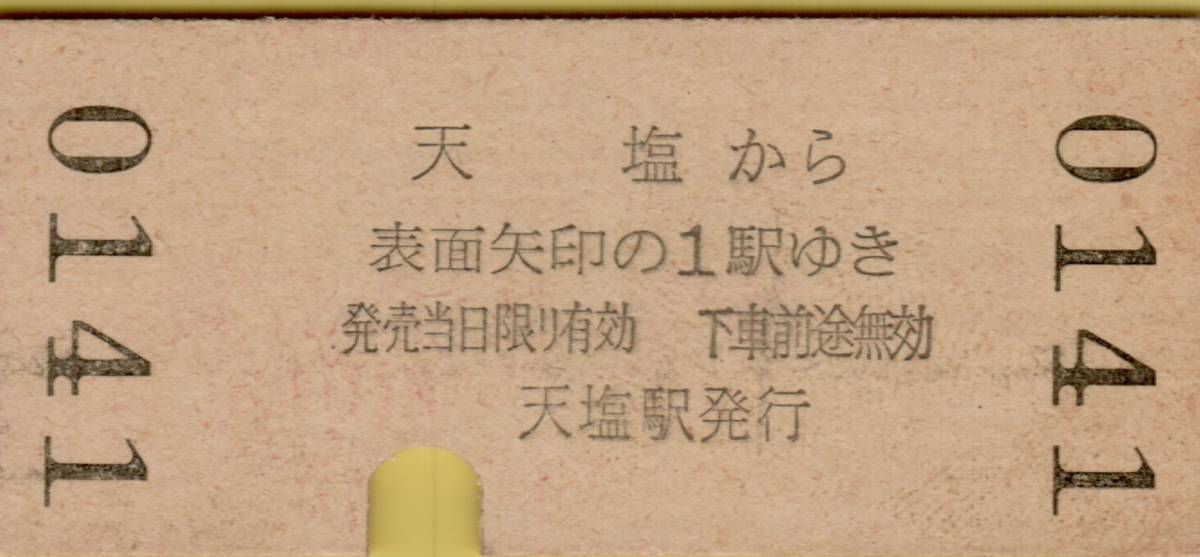 0141
天 塩 から
表面矢印の1駅ゆき
発売当日限り有効 下車前途無効
天塩駅発行
0141